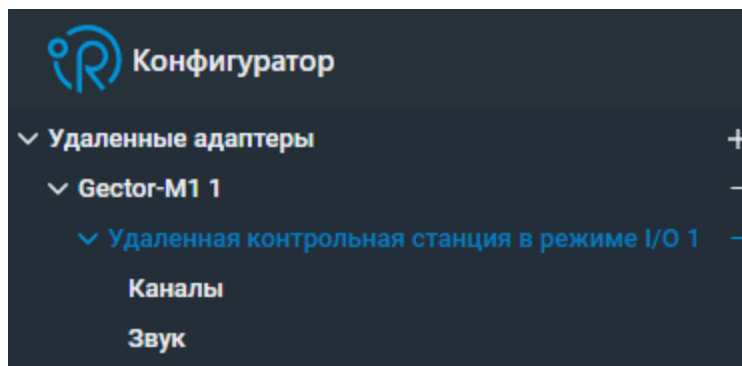 Конфигуратор
Удаленные адаптеры
Gector-M1 1
Удаленная контрольная станция в режиме I/O 1
Каналы
Звук